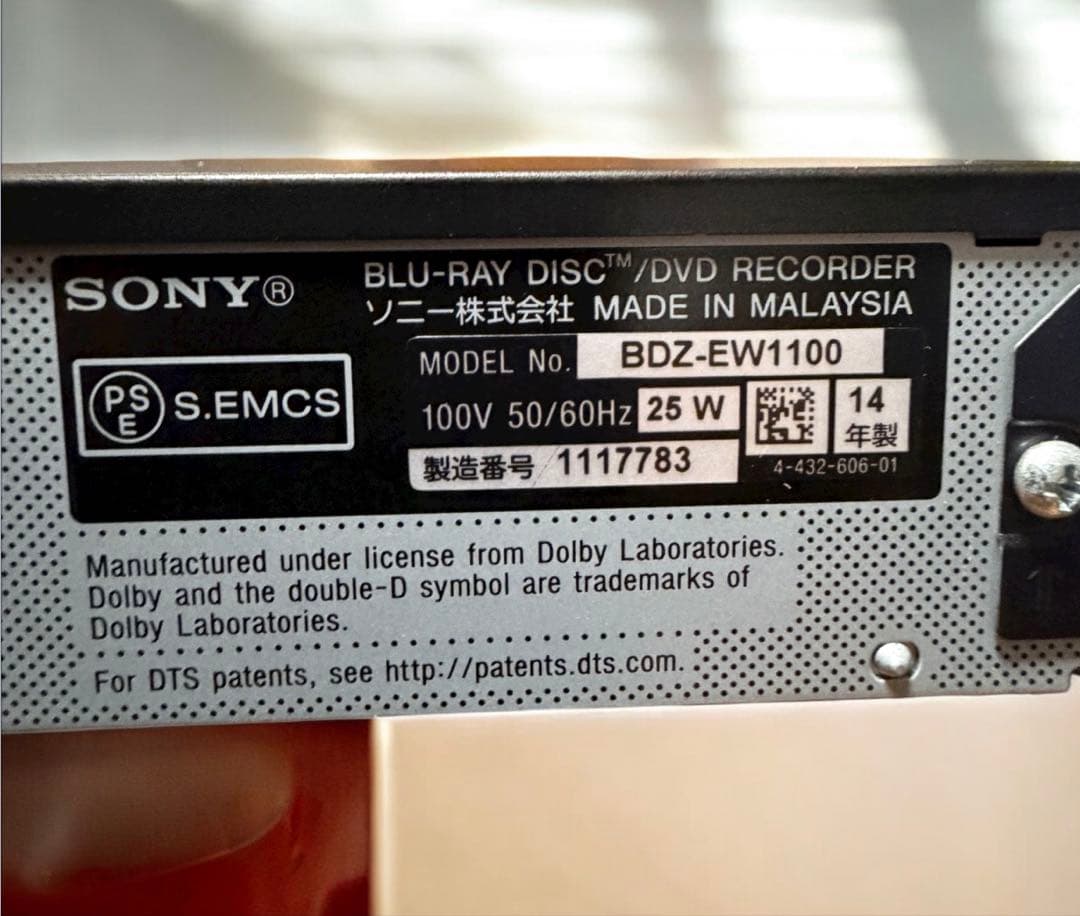 SONY®
BLU-RAY DISC™/DVD RECORDER
ソニー株式会社 MADE IN MALAYSIA
MODEL No. BDZ-EW1100
PSE S.EMCS
100V 50/60Hz 25 W
14
年製
製造番号 1117783
4-432-606-01
Manufactured under license from Dolby Laboratories.
Dolby and the double-D symbol are trademarks of
Dolby Laboratories.
For DTS patents, see http://patents.dts.com.